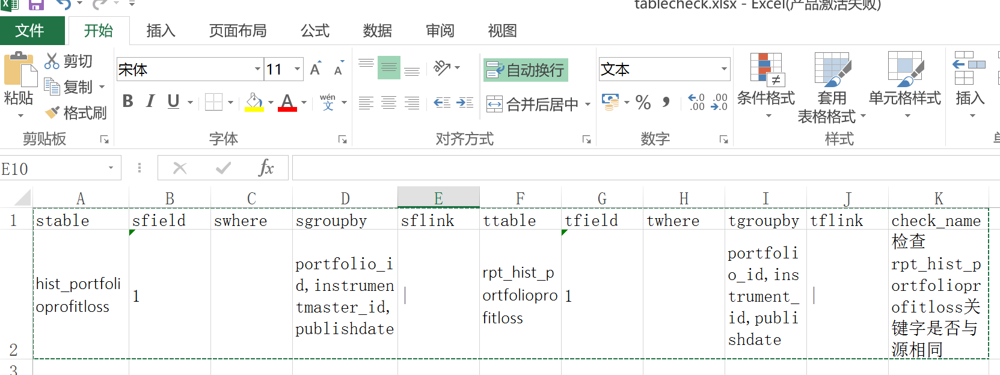 tablecheck.xlsx - Excel(产品激活失败)
文件 开始 插入 页面布局 公式 数据 审阅 视图
剪切
复制
格式刷
粘贴
剪贴板
宋体 11 A A
B I U A wén 文
字体
自动换行
合并后居中
对齐方式
文本
% , .0 .00 .00 .0
数字
条件格式 套用 表格格式 单元格样式
样式
插入
E10 fx
A B C D E F G H I J K
1 stable sfield swhere sgroupby sflink ttable tfield twhere tgroupby tflink check_name
2
hist_portfoli
oprofitloss
1
portfolio_i
d,instrumen
tmaster_id,
publishdate
|
rpt_hist_p
ortfoliopro
fitloss
1
portfoli
o_id,ins
trument_
id,publi
shdate
|
检查
rpt_hist_p
ortfoliopr
ofitloss关
键字是否与
源相同
3